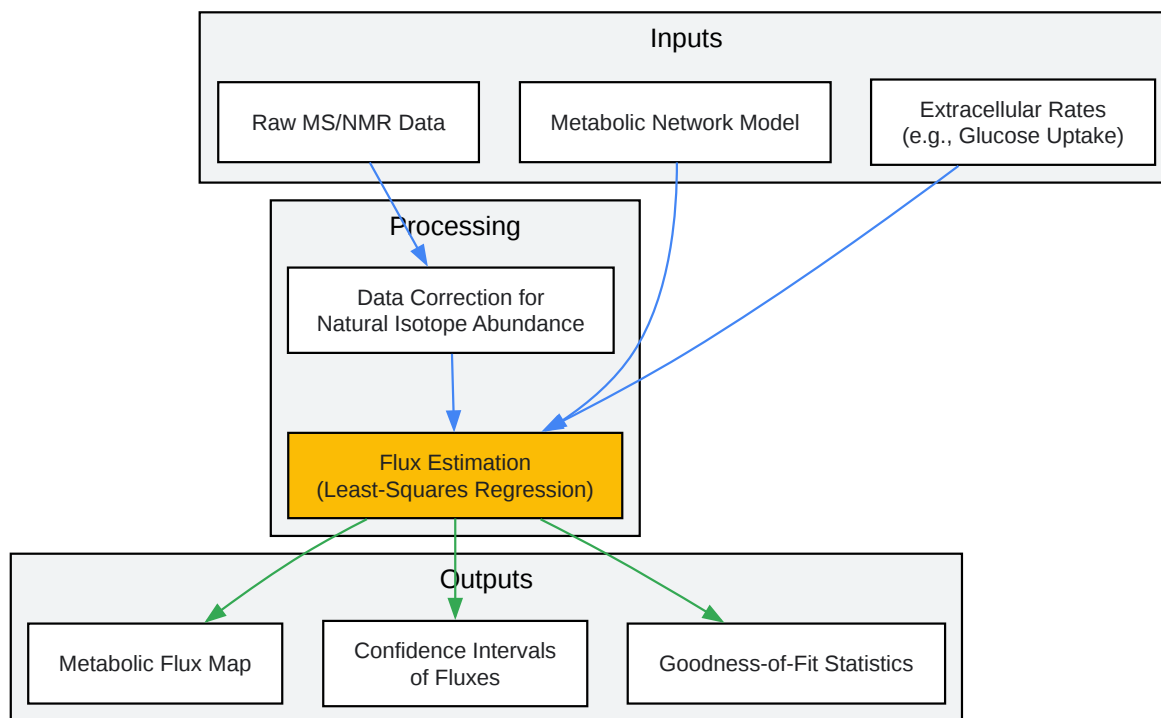 Inputs
Raw MS/NMR Data
Metabolic Network Model
Extracellular Rates
(e.g., Glucose Uptake)
Processing
Data Correction for
Natural Isotope Abundance
Flux Estimation
(Least-Squares Regression)
Outputs
Metabolic Flux Map
Confidence Intervals
of Fluxes
Goodness-of-Fit Statistics